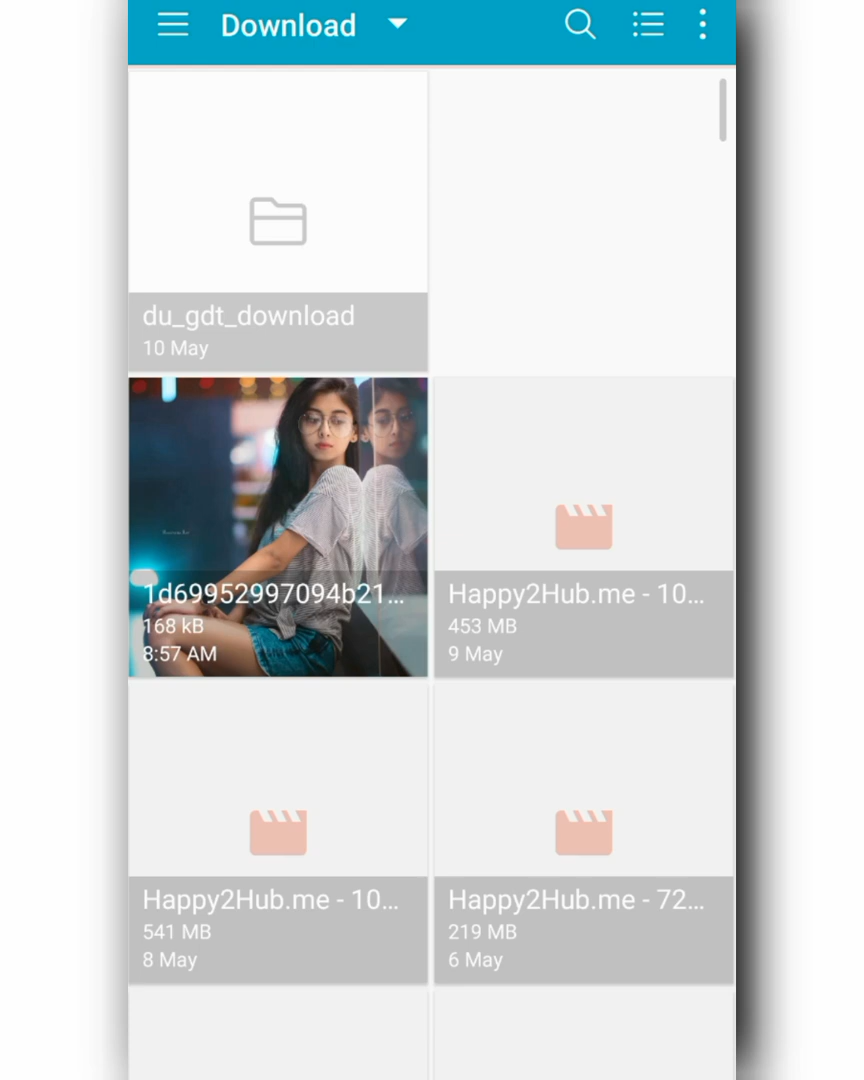 Download
du_gdt_download
10 May
1d69952997094b21...
168 kB
8:57 AM
Happy2Hub.me - 10...
453 MB
9 May
Happy2Hub.me - 10...
541 MB
8 May
Happy2Hub.me - 72...
219 MB
6 May